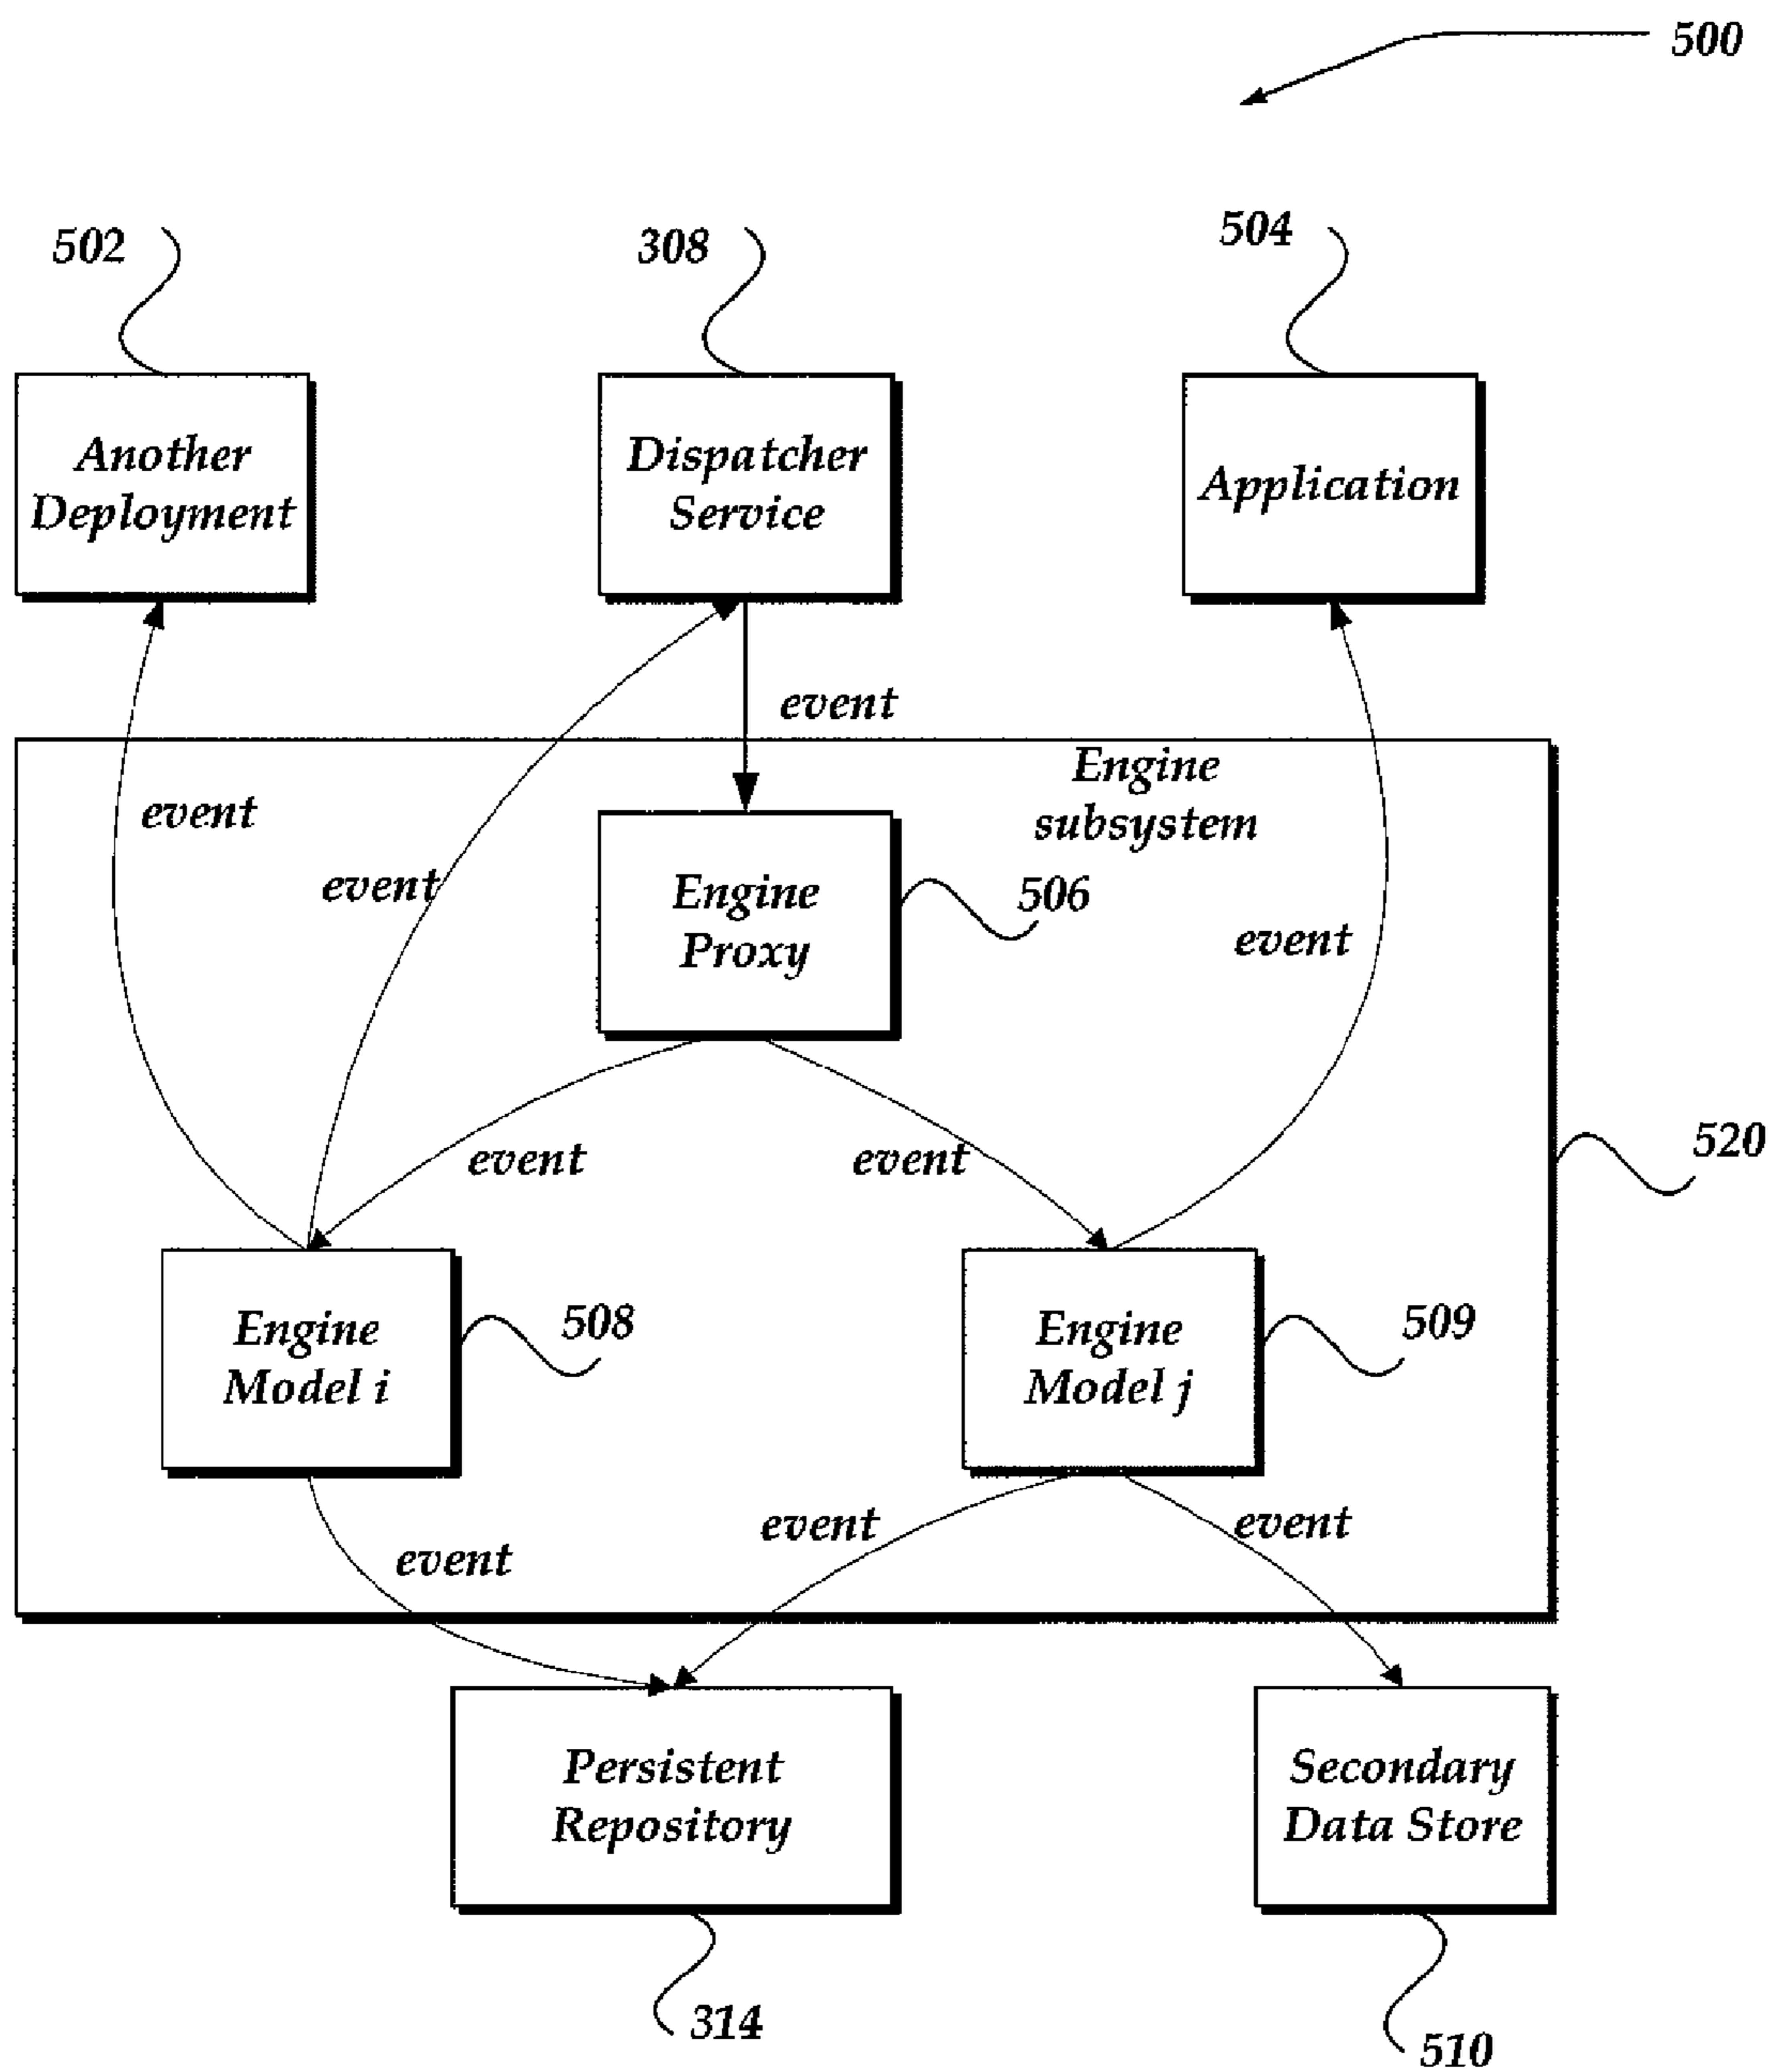 500
502
308
504
Another
Deployment
Dispatcher
Service
Application
event
Engine
subsystem
event
event
Engine
Proxy
506
event
event
event
520
Engine
Model i
508
Engine
Model j
509
event
event
event
Persistent
Repository
Secondary
Data Store
314
510